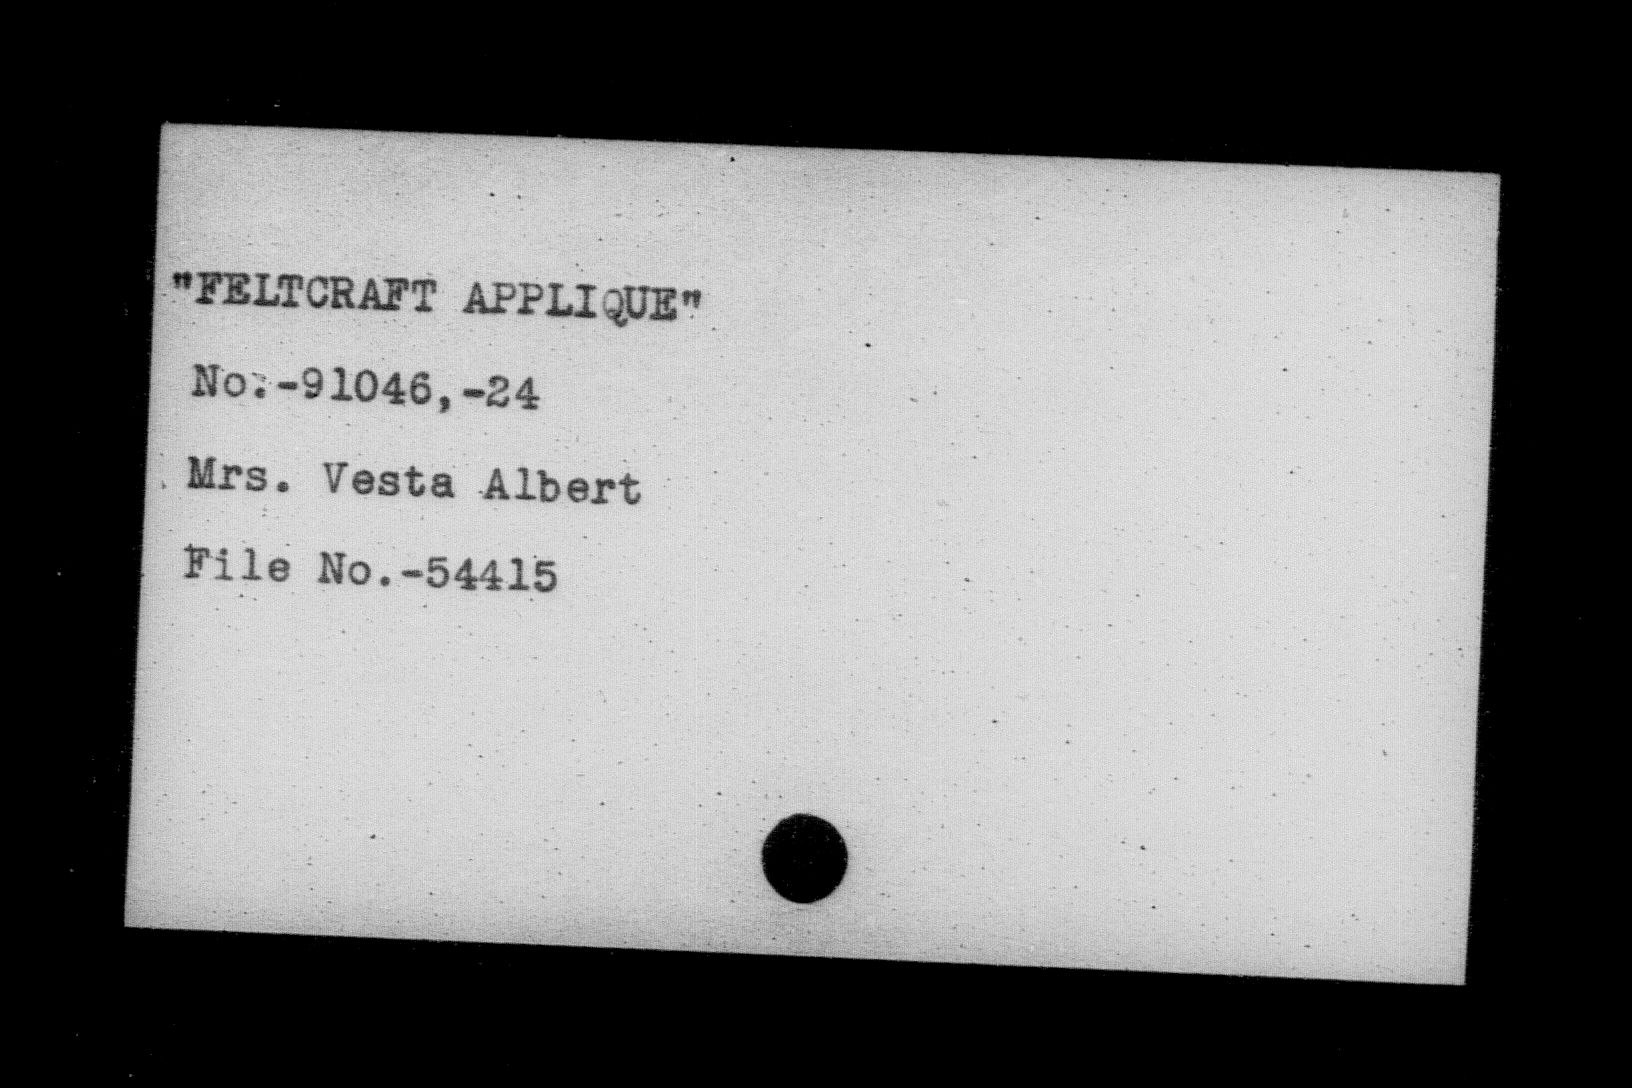 "FELTCRAFT APPLIQUE"
No.-91046,-24
Mrs. Vesta Albert
File No.-54415